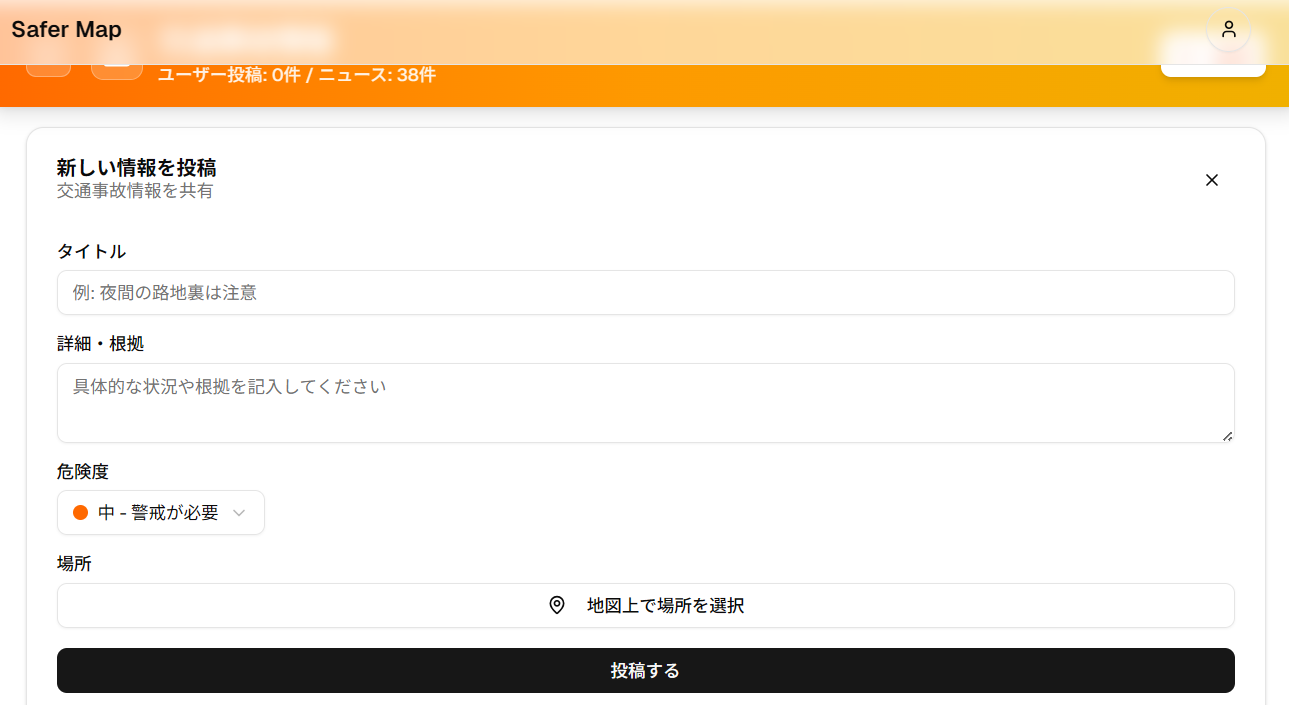 Safer Map
ユーザー投稿: 0件 / ニュース: 38件
新しい情報を投稿
交通事故情報を共有
タイトル
例: 夜間の路地裏は注意
詳細・根拠
具体的な状況や根拠を記入してください
危険度
中 - 警戒が必要
場所
地図上で場所を選択
投稿する